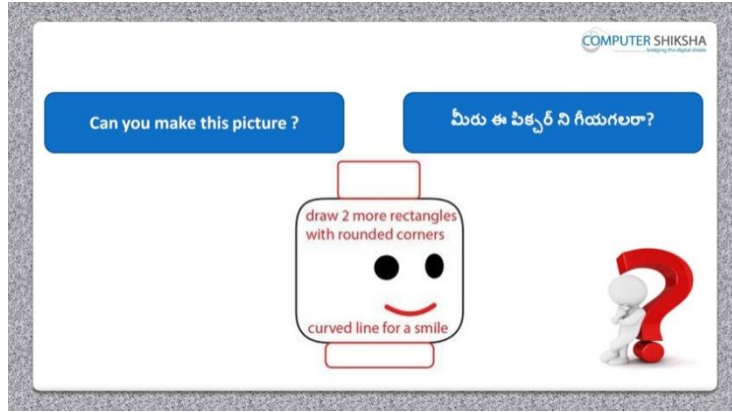 COMPUTER SHIKSHA
bridging the digital divide
Can you make this picture ?
మీరు ఈ పిక్చర్ ని గీయగలరా?
draw 2 more rectangles
with rounded corners
curved line for a smile